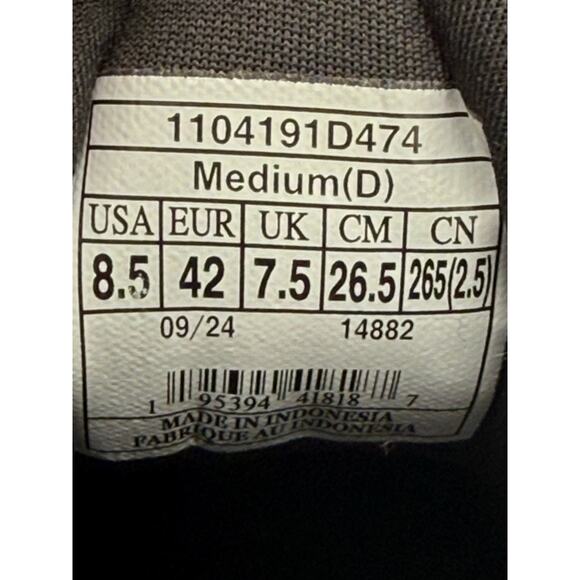 1104191D474
Medium(D)
USA EUR UK CM CN
8.5 42 7.5 26.5 265(2.5)
09/24 14882
1 95394 41818 7
MADE IN INDONESIA
FABRIQUE AU INDONESIA